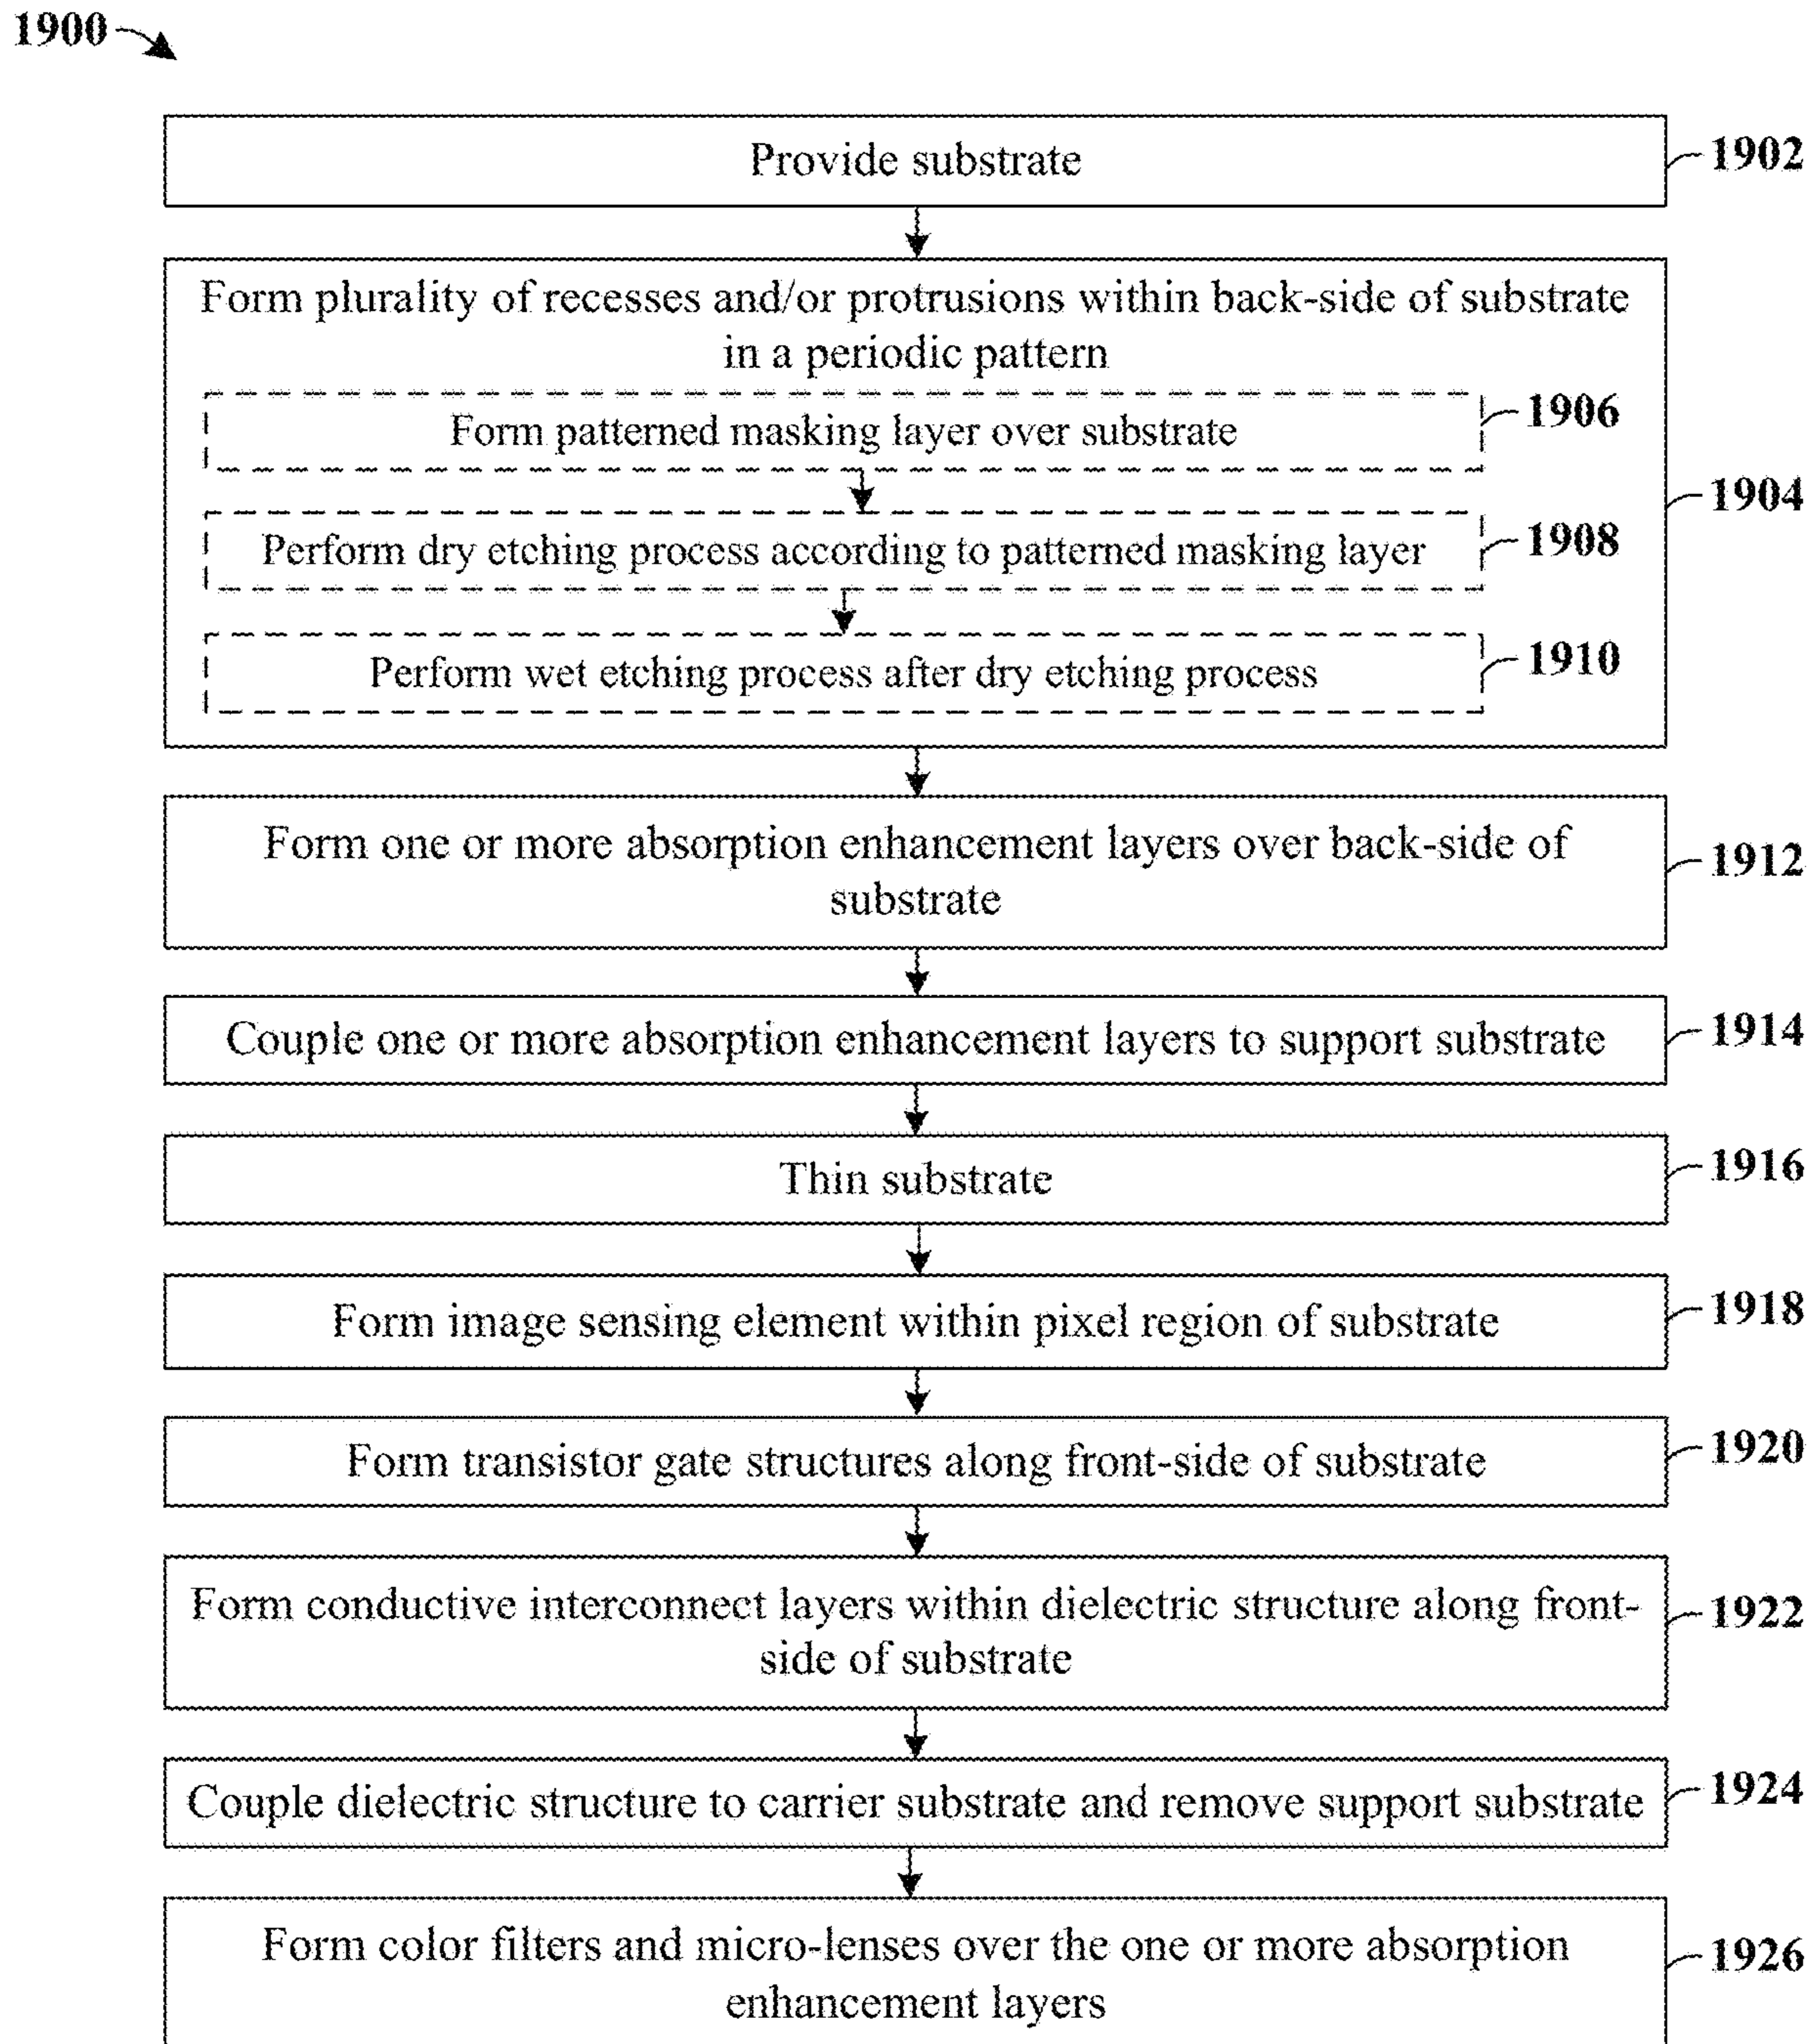 1900
Provide substrate
1902
Form plurality of recesses and/or protrusions within back-side of substrate
in a periodic pattern
Form patterned masking layer over substrate
1906
1904
Perform dry etching process according to patterned masking layer
1908
Perform wet etching process after dry etching process
1910
Form one or more absorption enhancement layers over back-side of
substrate
1912
Couple one or more absorption enhancement layers to support substrate
1914
Thin substrate
1916
Form image sensing element within pixel region of substrate
1918
Form transistor gate structures along front-side of substrate
1920
Form conductive interconnect layers within dielectric structure along front-
side of substrate
1922
Couple dielectric structure to carrier substrate and remove support substrate
1924
Form color filters and micro-lenses over the one or more absorption
enhancement layers
1926